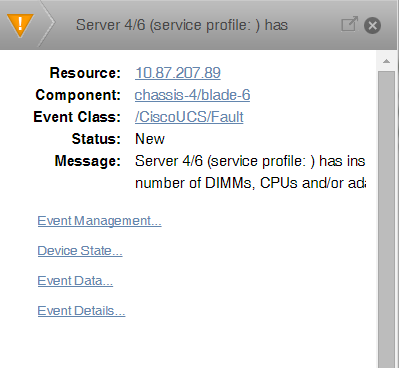 Server 4/6 (service profile: ) has
Resource: 10.87.207.89
Component: chassis-4/blade-6
Event Class: /CiscoUCS/Fault
Status: New
Message: Server 4/6 (service profile: ) has ins
number of DIMMs, CPUs and/or ada
Event Management...
Device State...
Event Data...
Event Details...